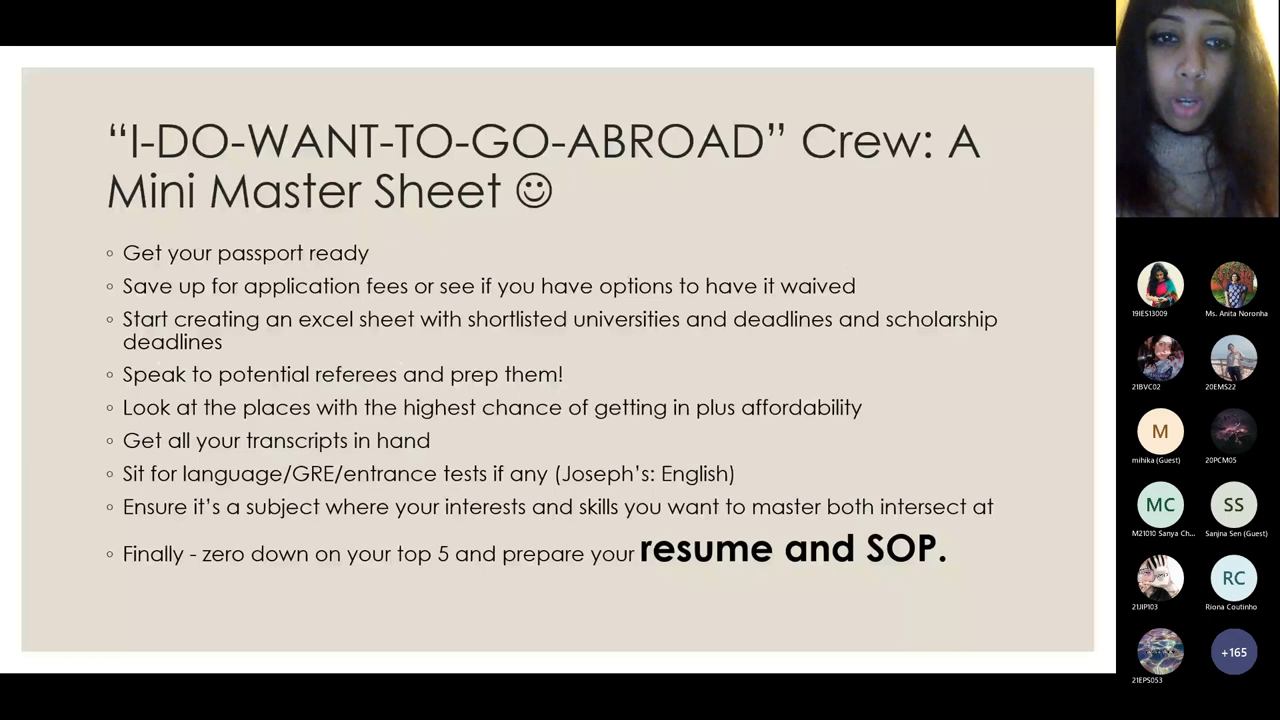 “I-DO-WANT-TO-GO-ABROAD” Crew: A
Mini Master Sheet ☺
◦ Get your passport ready
◦ Save up for application fees or see if you have options to have it waived
◦ Start creating an excel sheet with shortlisted universities and deadlines and scholarship
deadlines
◦ Speak to potential referees and prep them!
◦ Look at the places with the highest chance of getting in plus affordability
◦ Get all your transcripts in hand
◦ Sit for language/GRE/entrance tests if any (Joseph’s: English)
◦ Ensure it’s a subject where your interests and skills you want to master both intersect at
◦ Finally - zero down on your top 5 and prepare your resume and SOP.
19IES13009
Ms. Anita Noronha
21BVC02
20EMS22
M
mihika (Guest)
20PCM05
MC
M21010 Sanya Ch...
SS
Sanjna Sen (Guest)
21JIP103
RC
Riona Coutinho
21EPS053
+165